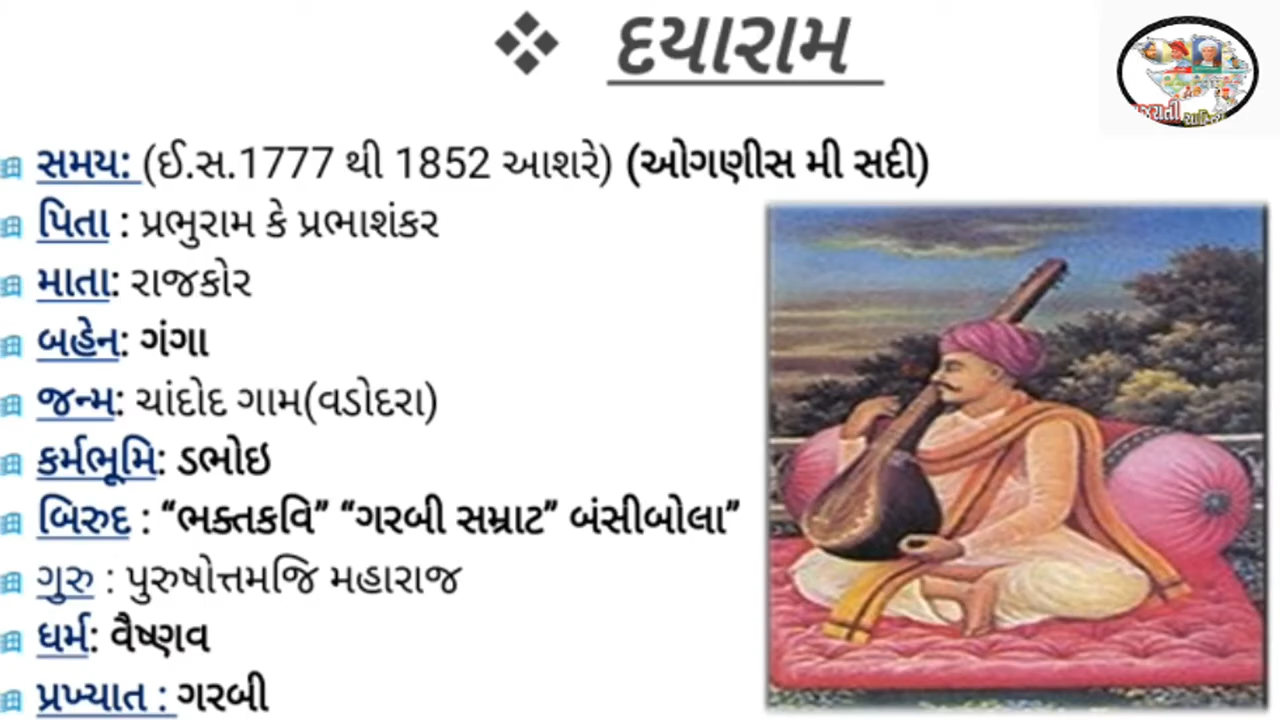 ❖ દયારામ
સમય: (ઈ.સ.1777 થી 1852 આશરે) (ઓગણીસ મી સદી)
પિતા : પ્રભુરામ કે પ્રભાશંકર
માતા: રાજકોર
બહેન: ગંગા
જન્મ: ચાંદોદ ગામ(વડોદરા)
કર્મભૂમિ: ડભોઇ
બિરુદ : “ભક્તકવિ” “ગરબી સમ્રાટ” બંસીબોલા”
ગુરુ : પુરુષોત્તમજિ મહારાજ
ધર્મ: વૈષ્ણવ
પ્રખ્યાત : ગરબી